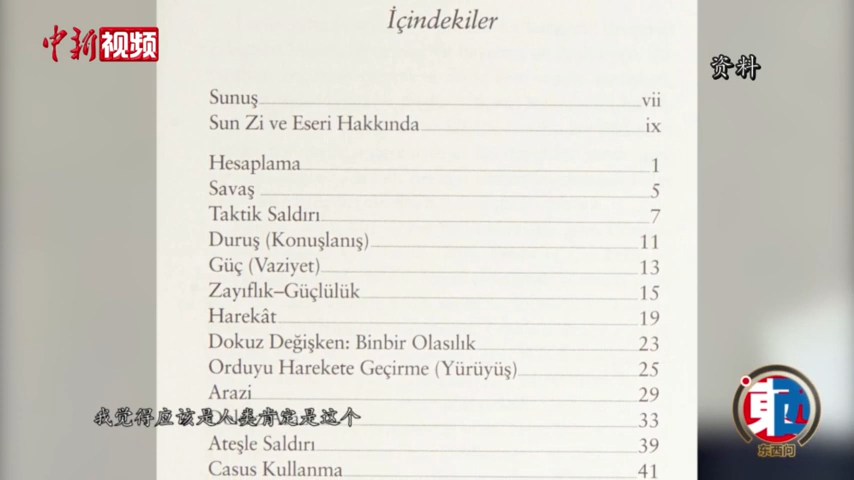 中新视频
资料
İçindekiler
Sunuş vii
Sun Zi ve Eseri Hakkında ix
Hesaplama 1
Savaş 5
Taktik Saldırı 7
Duruş (Konuşlanış) 11
Güç (Vaziyet) 13
Zayıflık–Güçlülük 15
Harekât 19
Dokuz Değişken: Binbir Olasılık 23
Orduyu Harekete Geçirme (Yürüyüş) 25
Arazi 29
33
我觉得应该是人类肯定是这个
Ateşle Saldırı 39
Casus Kullanma 41
东西问